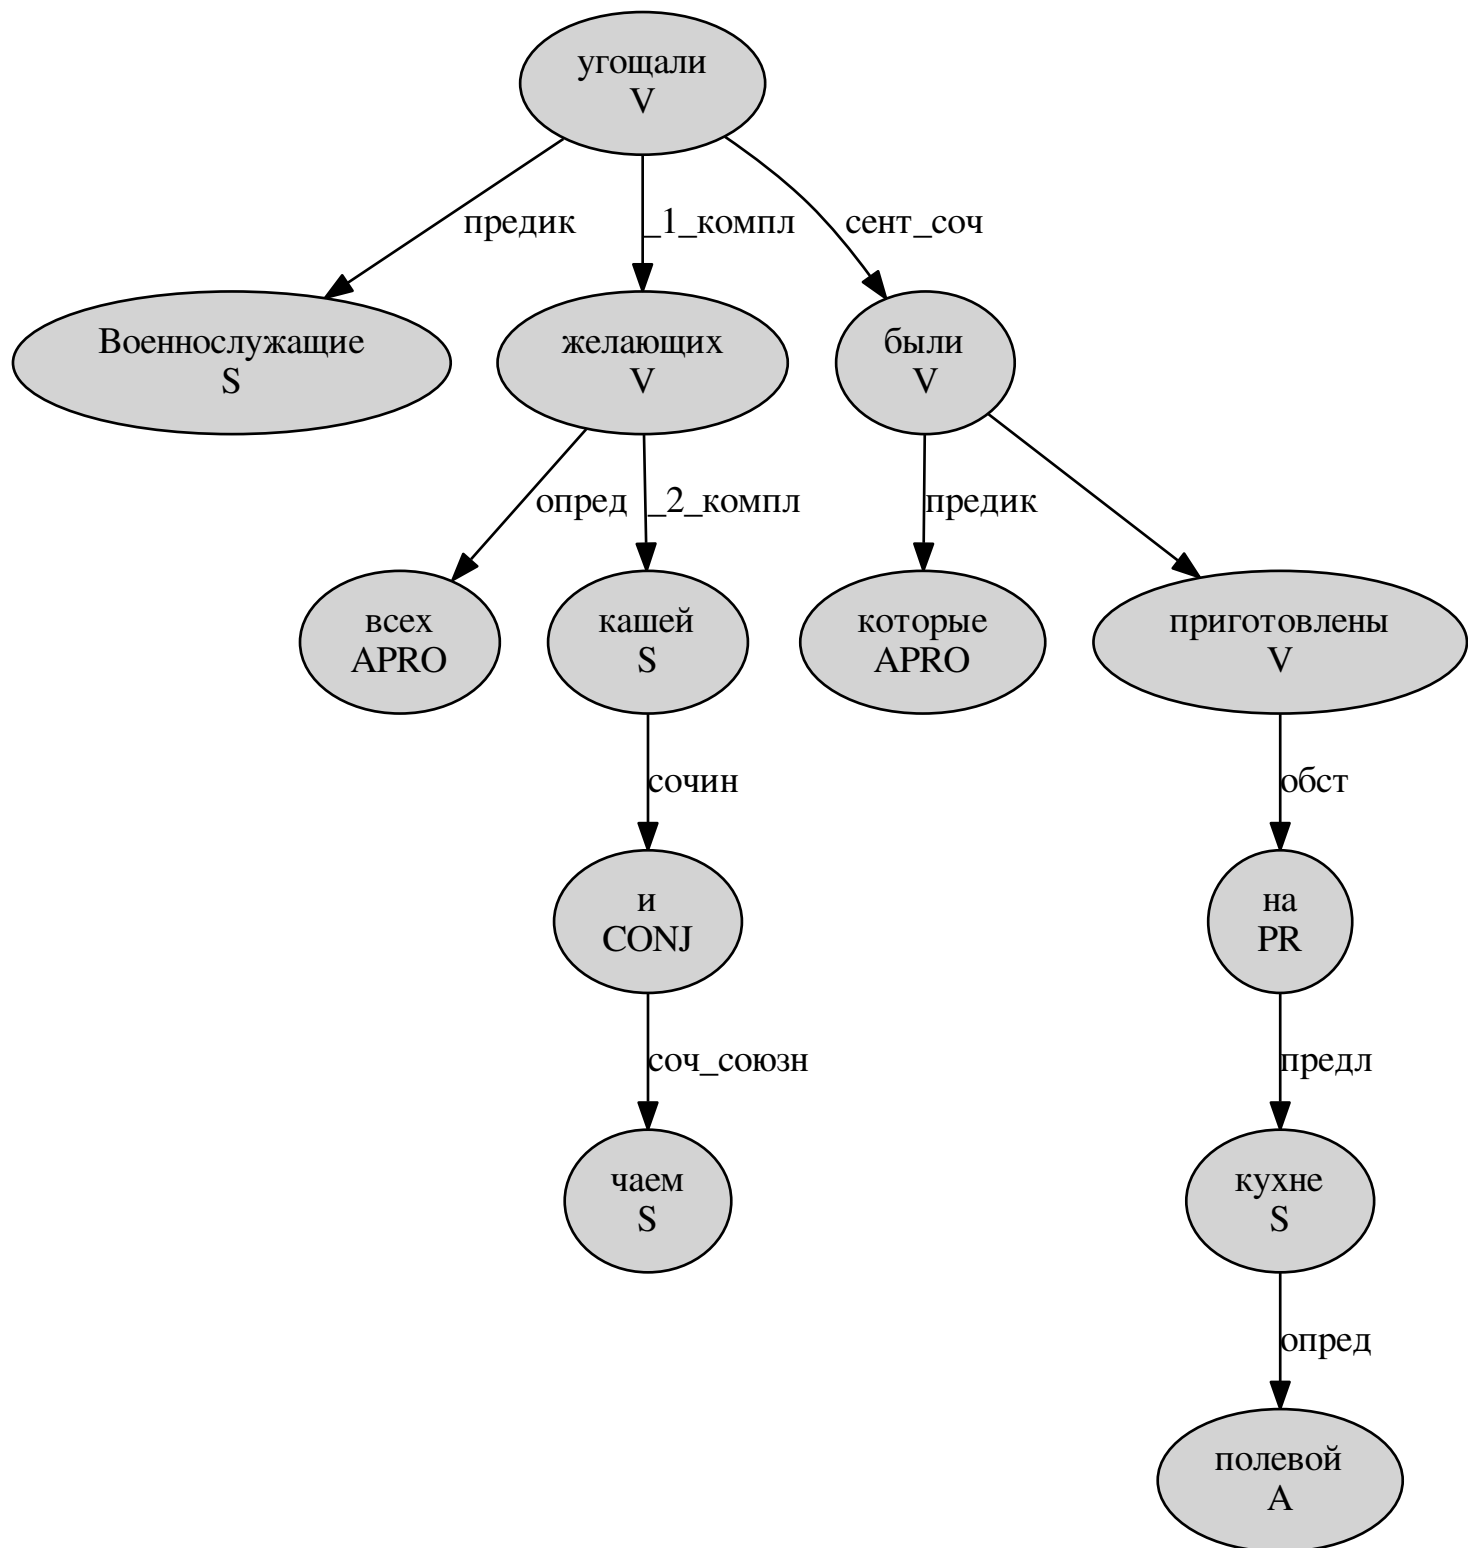 угощали
V
предик
_1_компл
сент_соч
Военнослужащие
S
желающих
V
были
V
опред
_2_компл
предик
всех
APRO
кашей
S
которые
APRO
приготовлены
V
сочин
обст
и
CONJ
на
PR
соч_союзн
предл
чаем
S
кухне
S
опред
полевой
A